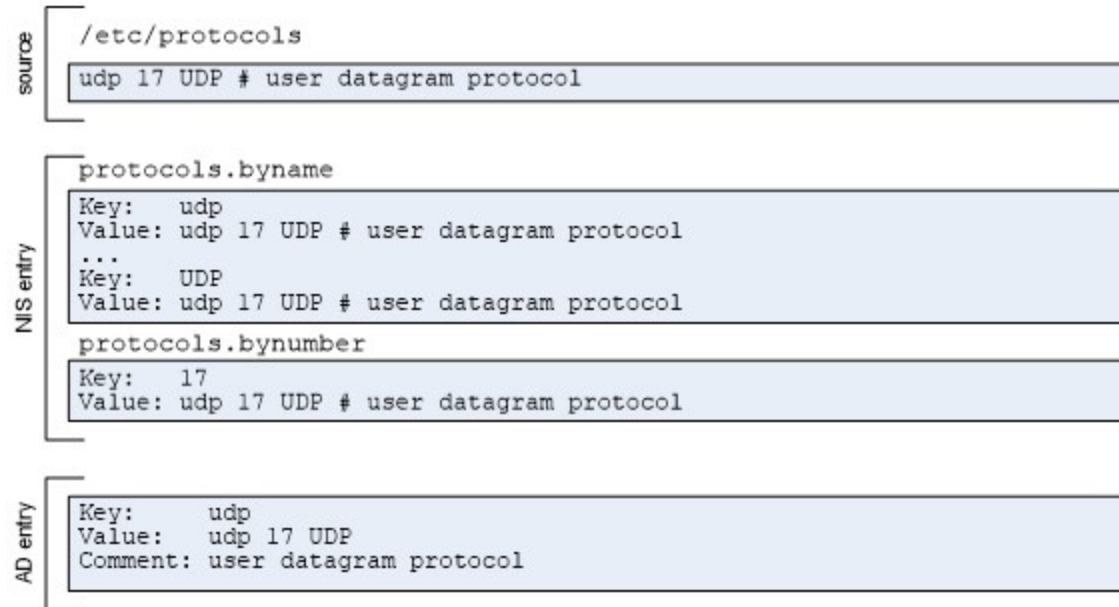 source
/etc/protocols
udp 17 UDP # user datagram protocol
NIS entry
protocols.byname
Key: udp
Value: udp 17 UDP # user datagram protocol
...
Key: UDP
Value: udp 17 UDP # user datagram protocol
protocols.bynumber
Key: 17
Value: udp 17 UDP # user datagram protocol
AD entry
Key: udp
Value: udp 17 UDP
Comment: user datagram protocol